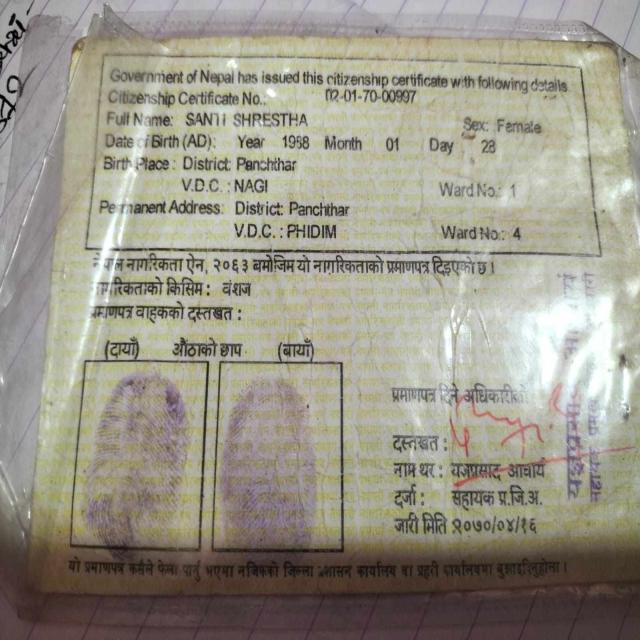 Government of Nepal has issued this citizenship certificate with following details
Citizenship Certificate No.: 02-01-70-00997
Full Name: SANTI SHRESTHA Sex: Female
Date of Birth (AD): Year 1968 Month 01 Day 28
Birth Place: District: Panchthar
V.D.C.: NAGI Ward No.: 1
Permanent Address: District: Panchthar
V.D.C.: PHIDIM Ward No.: 4
नेपाल नागरिकता ऐन, २०६३ बमोजिम यो नागरिकताको प्रमाणपत्र दिइएको छ।
नागरिकताको किसिम: वंशज
प्रमाणपत्र वाहकको दस्तखत:
(दायाँ) औंठाको छाप (बायाँ)
प्रमाणपत्र दिने अधिकारीको
दस्तखत:
नाम थर: यज्ञप्रसाद आचार्य
दर्जा: सहायक प्र.जि.अ.
जारी मिति २०७०/०४/१६
यो प्रमाणपत्र कसैले फेला पार्नु भएमा नजिकको जिल्ला प्रशासन कार्यालय वा प्रहरी कार्यालयमा बुझाइदिनुहोला।